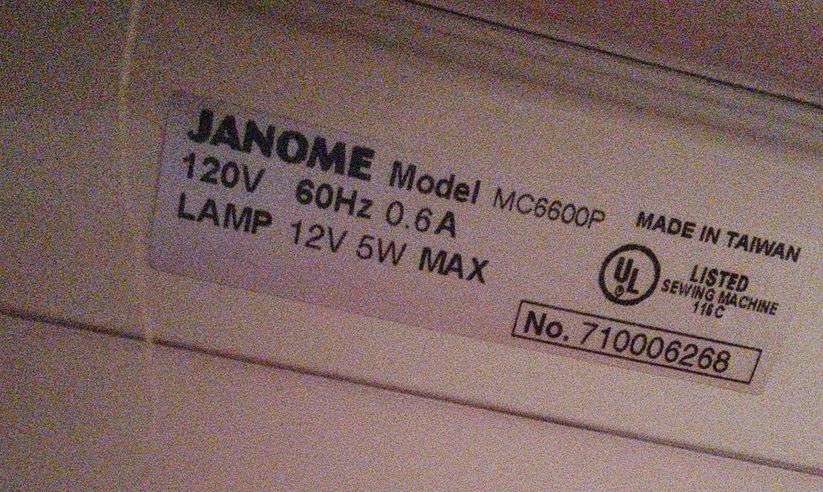 JANOME Model MC6600P
120V 60Hz 0.6A
LAMP 12V 5W MAX
MADE IN TAIWAN
UL LISTED
SEWING MACHINE
116C
No. 710006268